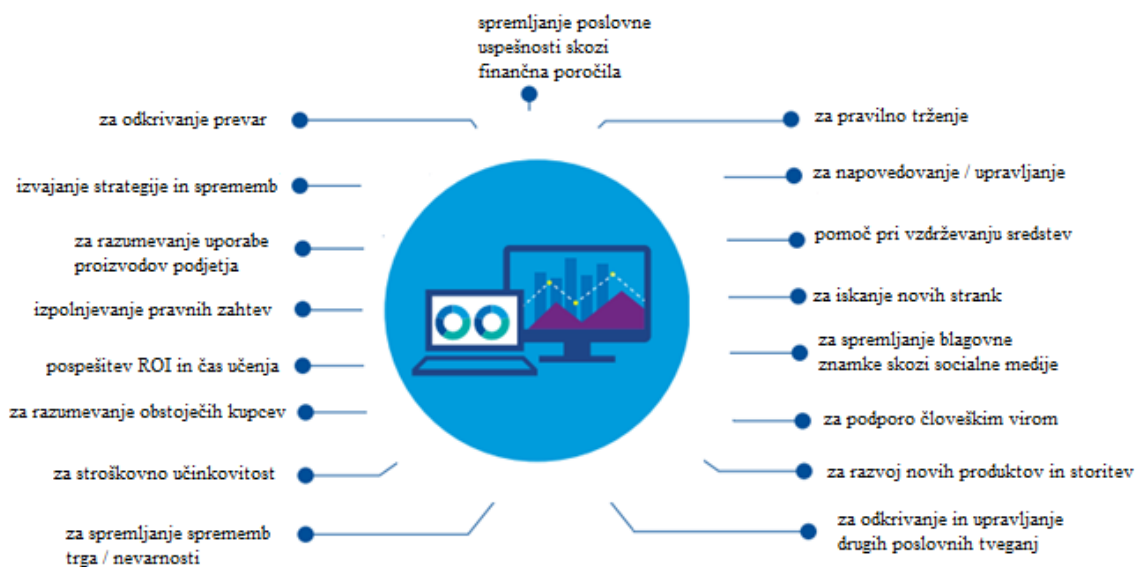 spremljanje poslovne
uspešnosti skozi
finančna poročila
za odkrivanje prevar
izvajanje strategije in sprememb
za razumevanje uporabe
proizvodov podjetja
izpolnjevanje pravnih zahtev
pospešitev ROI in čas učenja
za razumevanje obstoječih kupcev
za stroškovno učinkovitost
za spremljanje sprememb
trga / nevarnosti
za pravilno trženje
za napovedovanje / upravljanje
pomoč pri vzdrževanju sredstev
za iskanje novih strank
za spremljanje blagovne
znamke skozi socialne medije
za podporo človeškim virom
za razvoj novih produktov in storitev
za odkrivanje in upravljanje
drugih poslovnih tveganj